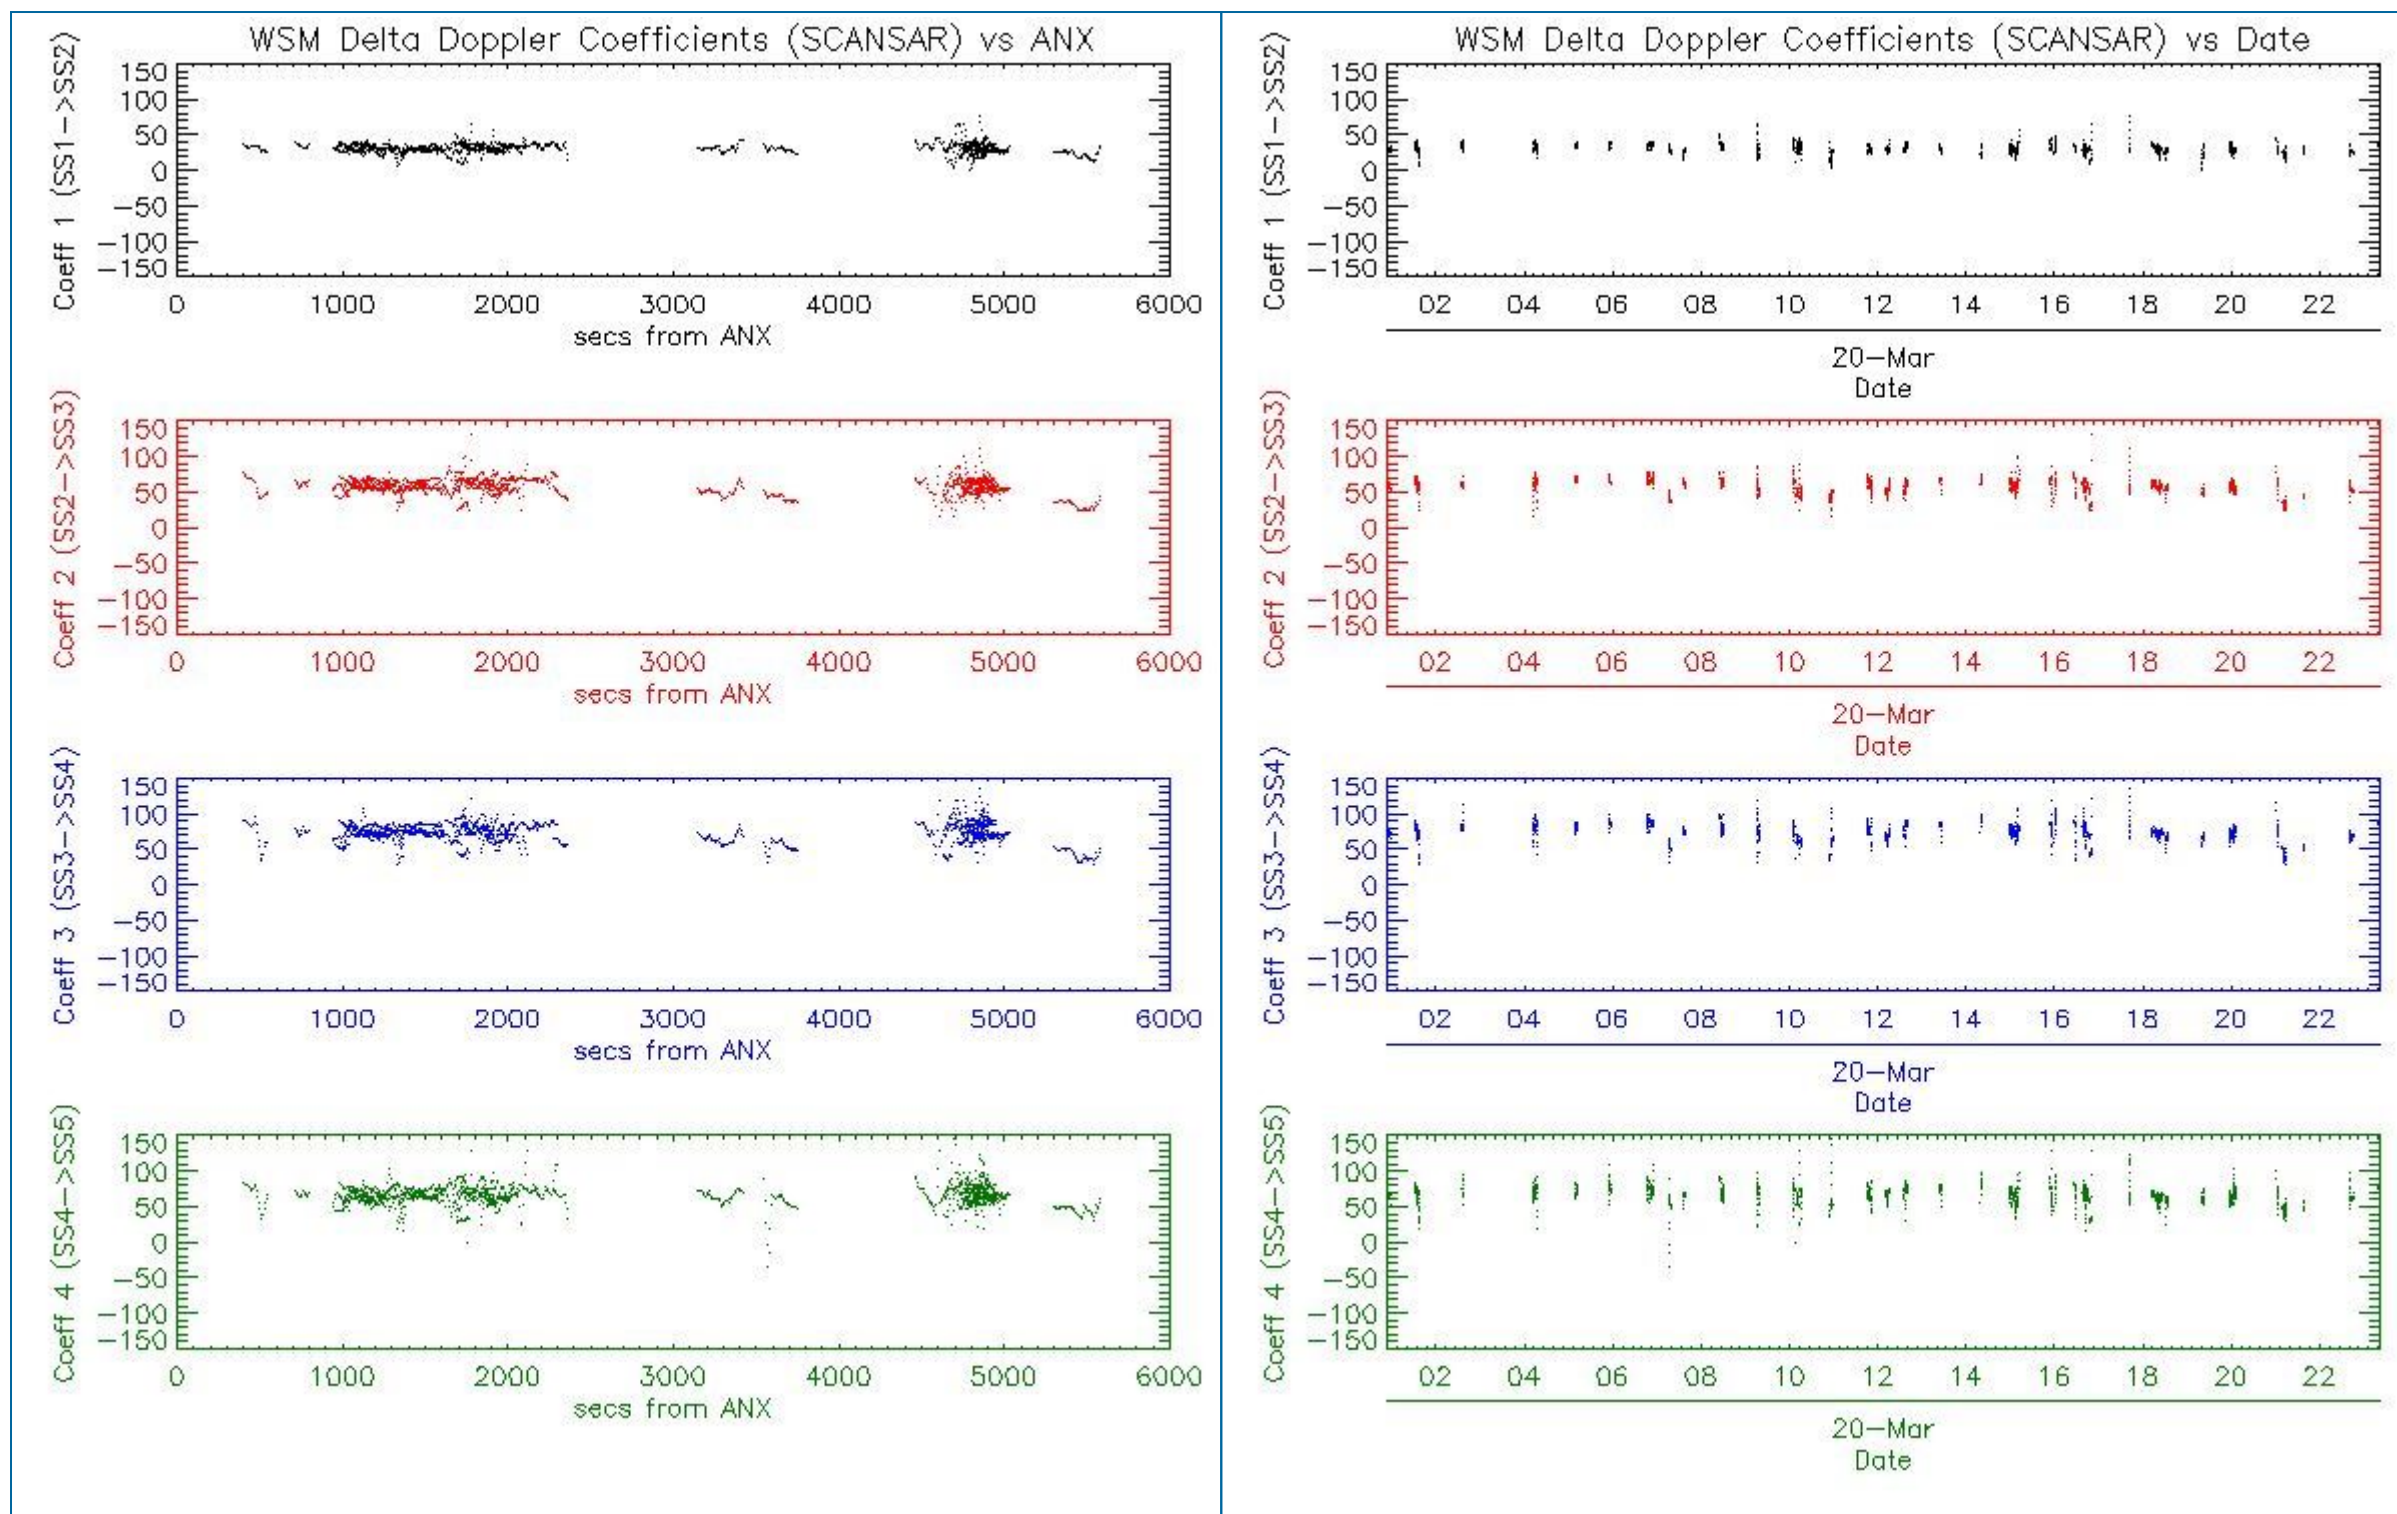 WSM Delta Doppler Coefficients (SCANSAR) vs ANX
Coeff 1 (SS1->SS2)
150
100
50
0
-50
-100
-150
0 1000 2000 3000 4000 5000 6000
secs from ANX
Coeff 2 (SS2->SS3)
150
100
50
0
-50
-100
-150
0 1000 2000 3000 4000 5000 6000
secs from ANX
Coeff 3 (SS3->SS4)
150
100
50
0
-50
-100
-150
0 1000 2000 3000 4000 5000 6000
secs from ANX
Coeff 4 (SS4->SS5)
150
100
50
0
-50
-100
-150
0 1000 2000 3000 4000 5000 6000
secs from ANX
WSM Delta Doppler Coefficients (SCANSAR) vs Date
Coeff 1 (SS1->SS2)
150
100
50
0
-50
-100
-150
02 04 06 08 10 12 14 16 18 20 22
20-Mar
Date
Coeff 2 (SS2->SS3)
150
100
50
0
-50
-100
-150
02 04 06 08 10 12 14 16 18 20 22
20-Mar
Date
Coeff 3 (SS3->SS4)
150
100
50
0
-50
-100
-150
02 04 06 08 10 12 14 16 18 20 22
20-Mar
Date
Coeff 4 (SS4->SS5)
150
100
50
0
-50
-100
-150
02 04 06 08 10 12 14 16 18 20 22
20-Mar
Date